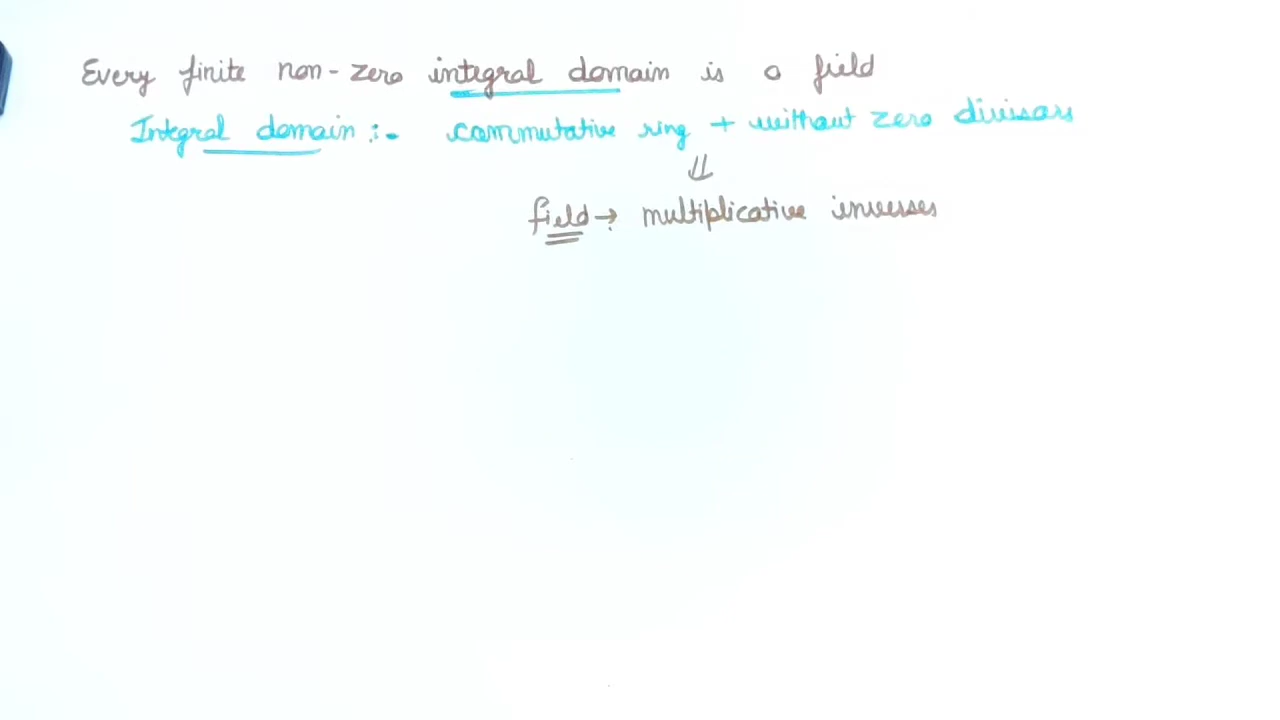 Every finite non-zero integral domain is a field
Integral domain :- commutative ring + without zero divisors
⇓
field → multiplicative inverses